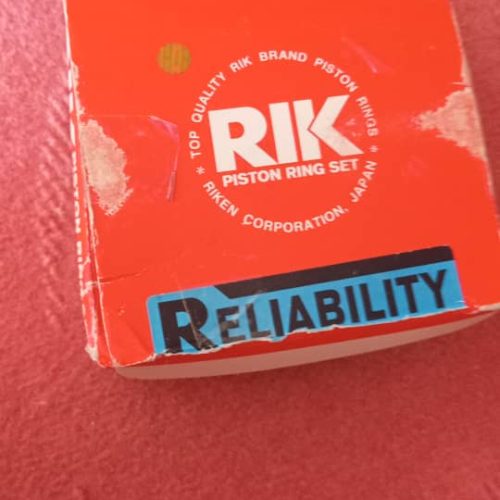 * TOP QUALITY RIK BRAND PISTON RINGS *
RIK
PISTON RING SET
RIKEN CORPORATION, JAPAN
RELIABILITY